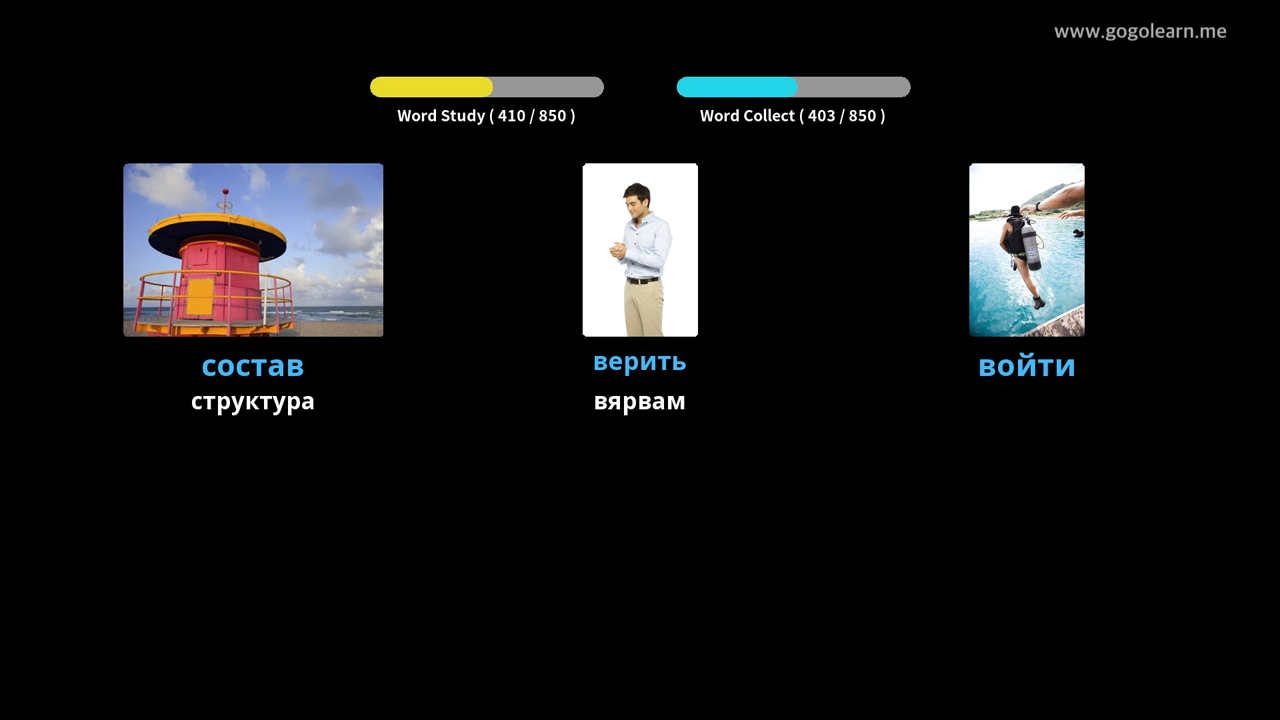 www.gogolearn.me
Word Study ( 410 / 850 )
Word Collect ( 403 / 850 )
состав
структура
верить
вярвам
войти